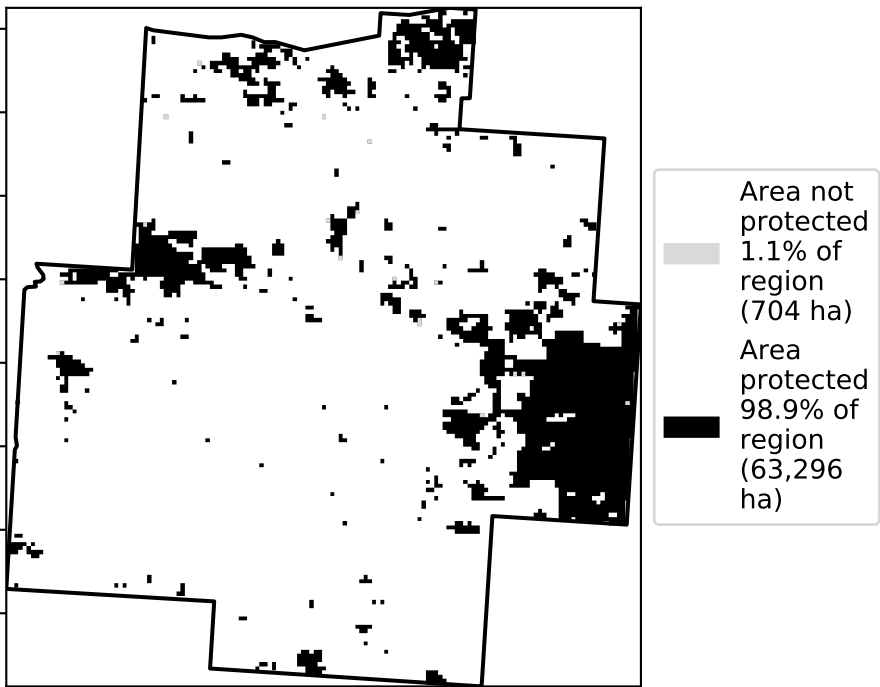 Area not
protected
1.1% of
region
(704 ha)
Area
protected
98.9% of
region
(63,296
ha)